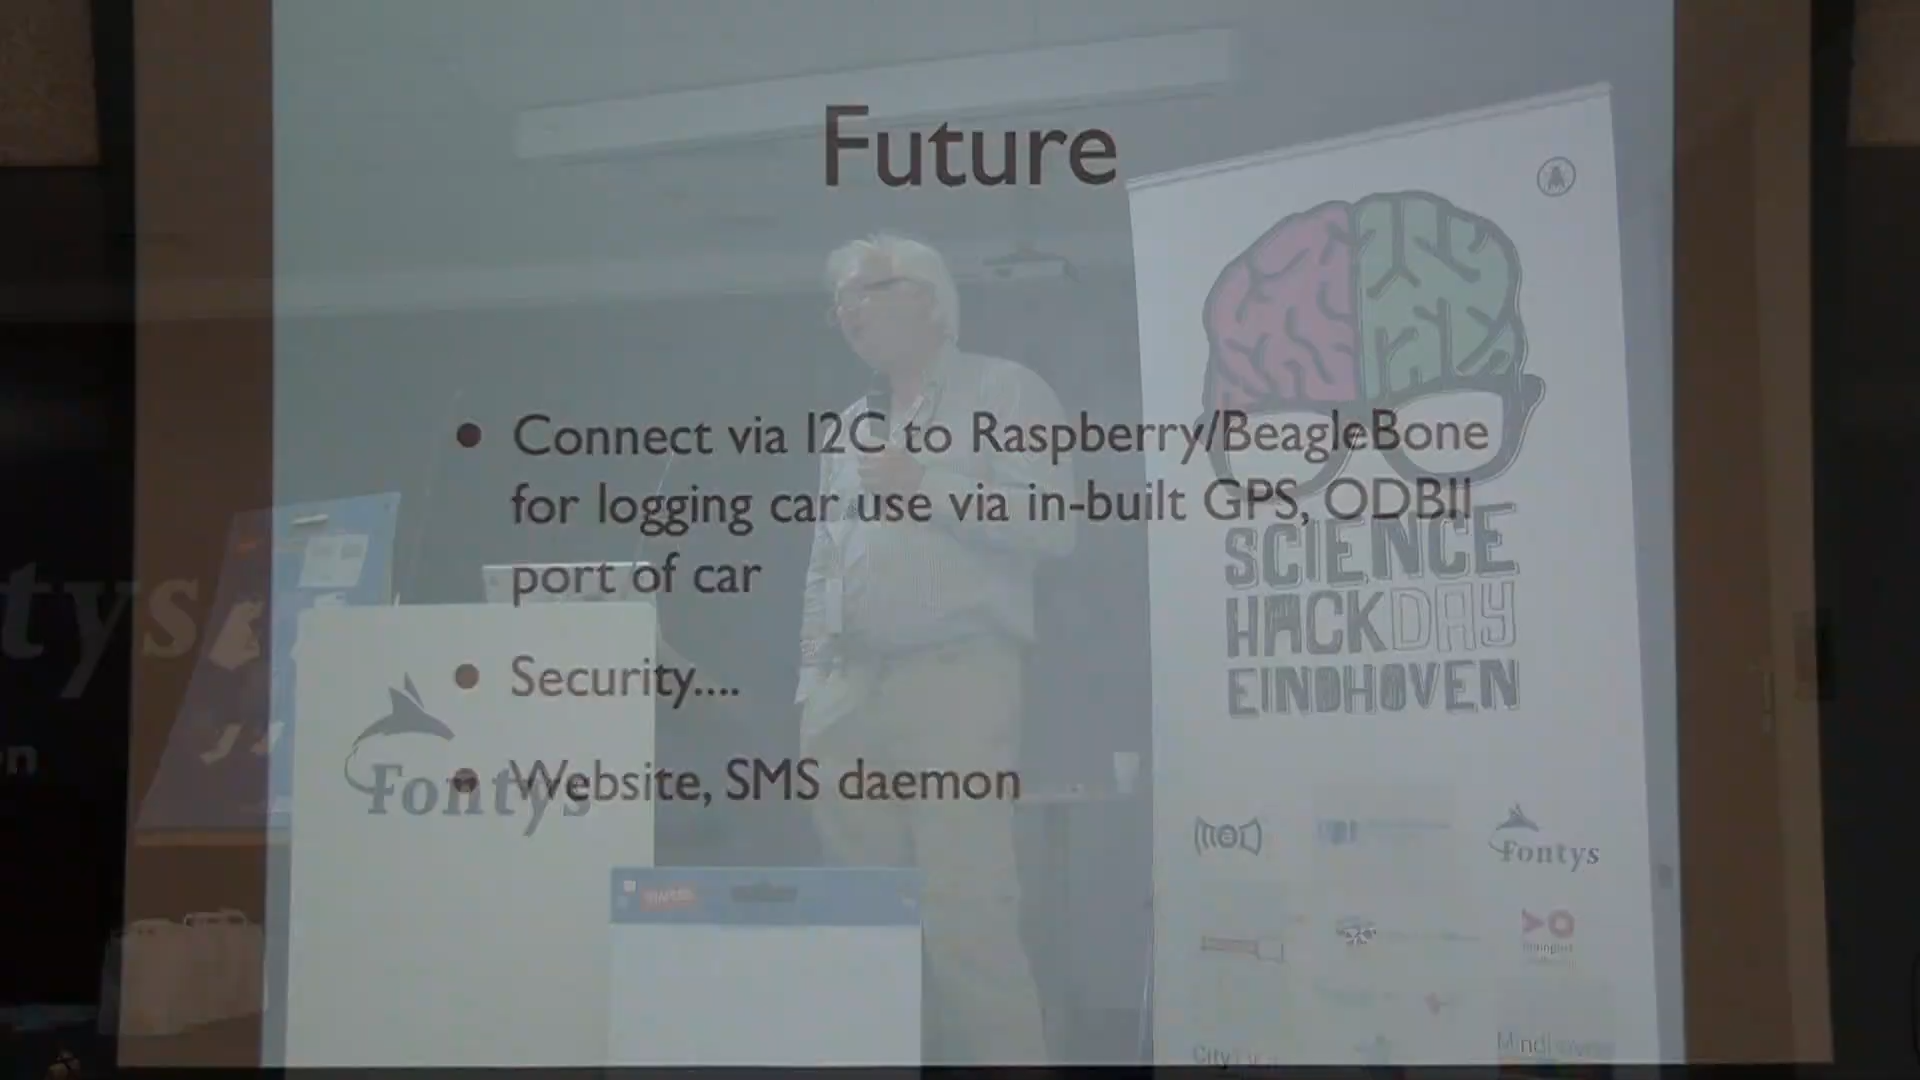 Future
• Connect via I2C to Raspberry/BeagleBone
for logging car use via in-built GPS, ODBII
port of car
• Security....
• Website, SMS daemon
SCIENCE
HACKDAY
EINDHOVEN
Fontys
Fontys
tys